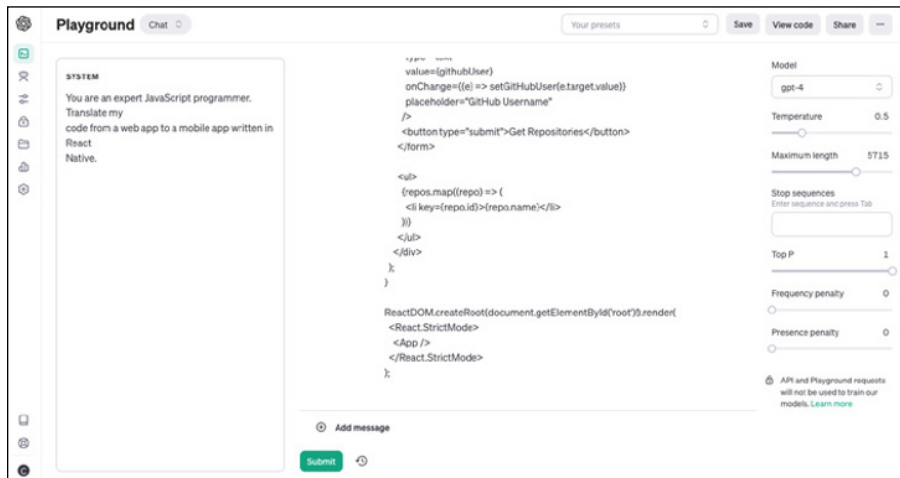 Playground
Chat
Your presets
Save
View code
Share
SYSTEM
You are an expert JavaScript programmer.
Translate my
code from a web app to a mobile app written in
React
Native.
value={githubUser}
onChange={(e) => setGitHubUser(e.target.value)}
placeholder="GitHub Username"
/>
<button type="submit">Get Repositories</button>
</form>
<ul>
{repos.map((repo) => (
<li key={repo.id}>{repo.name}</li>
))}
</ul>
</div>
);
}
ReactDOM.createRoot(document.getElementById('root')).render(
<React.StrictMode>
<App />
</React.StrictMode>
);
Add message
Submit
Model
gpt-4
Temperature 0.5
Maximum length 5715
Stop sequences
Enter sequence and press Tab
Top P 1
Frequency penalty 0
Presence penalty 0
API and Playground requests
will not be used to train our
models. Learn more